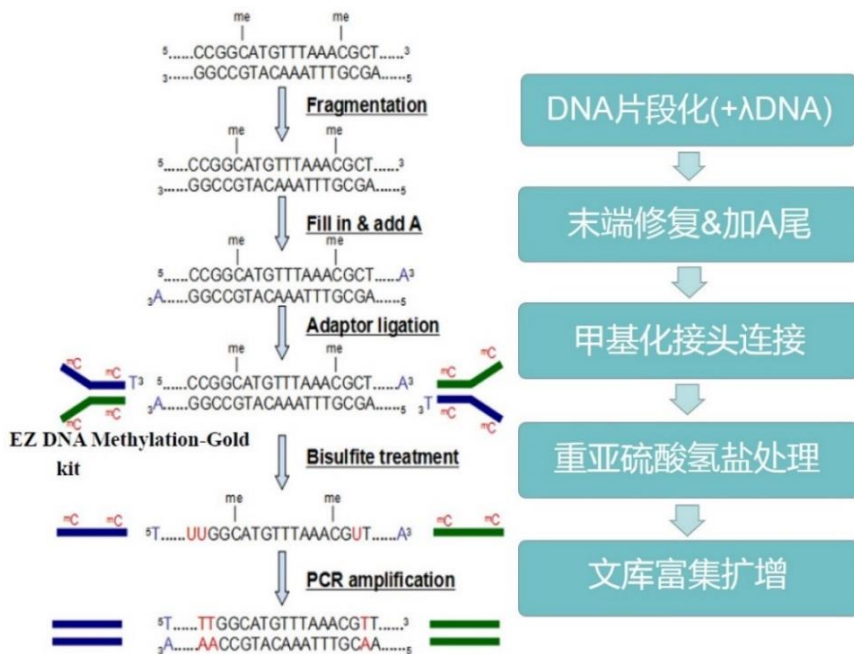 me me
5......CCGGCATGTTTAAACGCT......3
3......GGCCGTACAAATTTGCGA......5
Fragmentation
me me
5......CCGGCATGTTTAAACGCT......3
3......GGCCGTACAAATTTGCGA......5
Fill in & add A
me me
5......CCGGCATGTTTAAACGCT......A3
3A......GGCCGTACAAATTTGCGA......5
Adaptor ligation
me me
mC mC T3 5......CCGGCATGTTTAAACGCT......A3 mC mC
mC mC 3A......GGCCGTACAAATTTGCGA......5 3T mC mC
EZ DNA Methylation-Gold
kit
Bisulfite treatment
me me
mC mC 5T......UUGGCATGTTTAAACGUT......A3 mC mC
PCR amplification
5T......TTGGCATGTTTAAACGTT......3
3A......AACCGTACAAATTTGCAA......5
DNA片段化(+λDNA)
末端修复&加A尾
甲基化接头连接
重亚硫酸氢盐处理
文库富集扩增